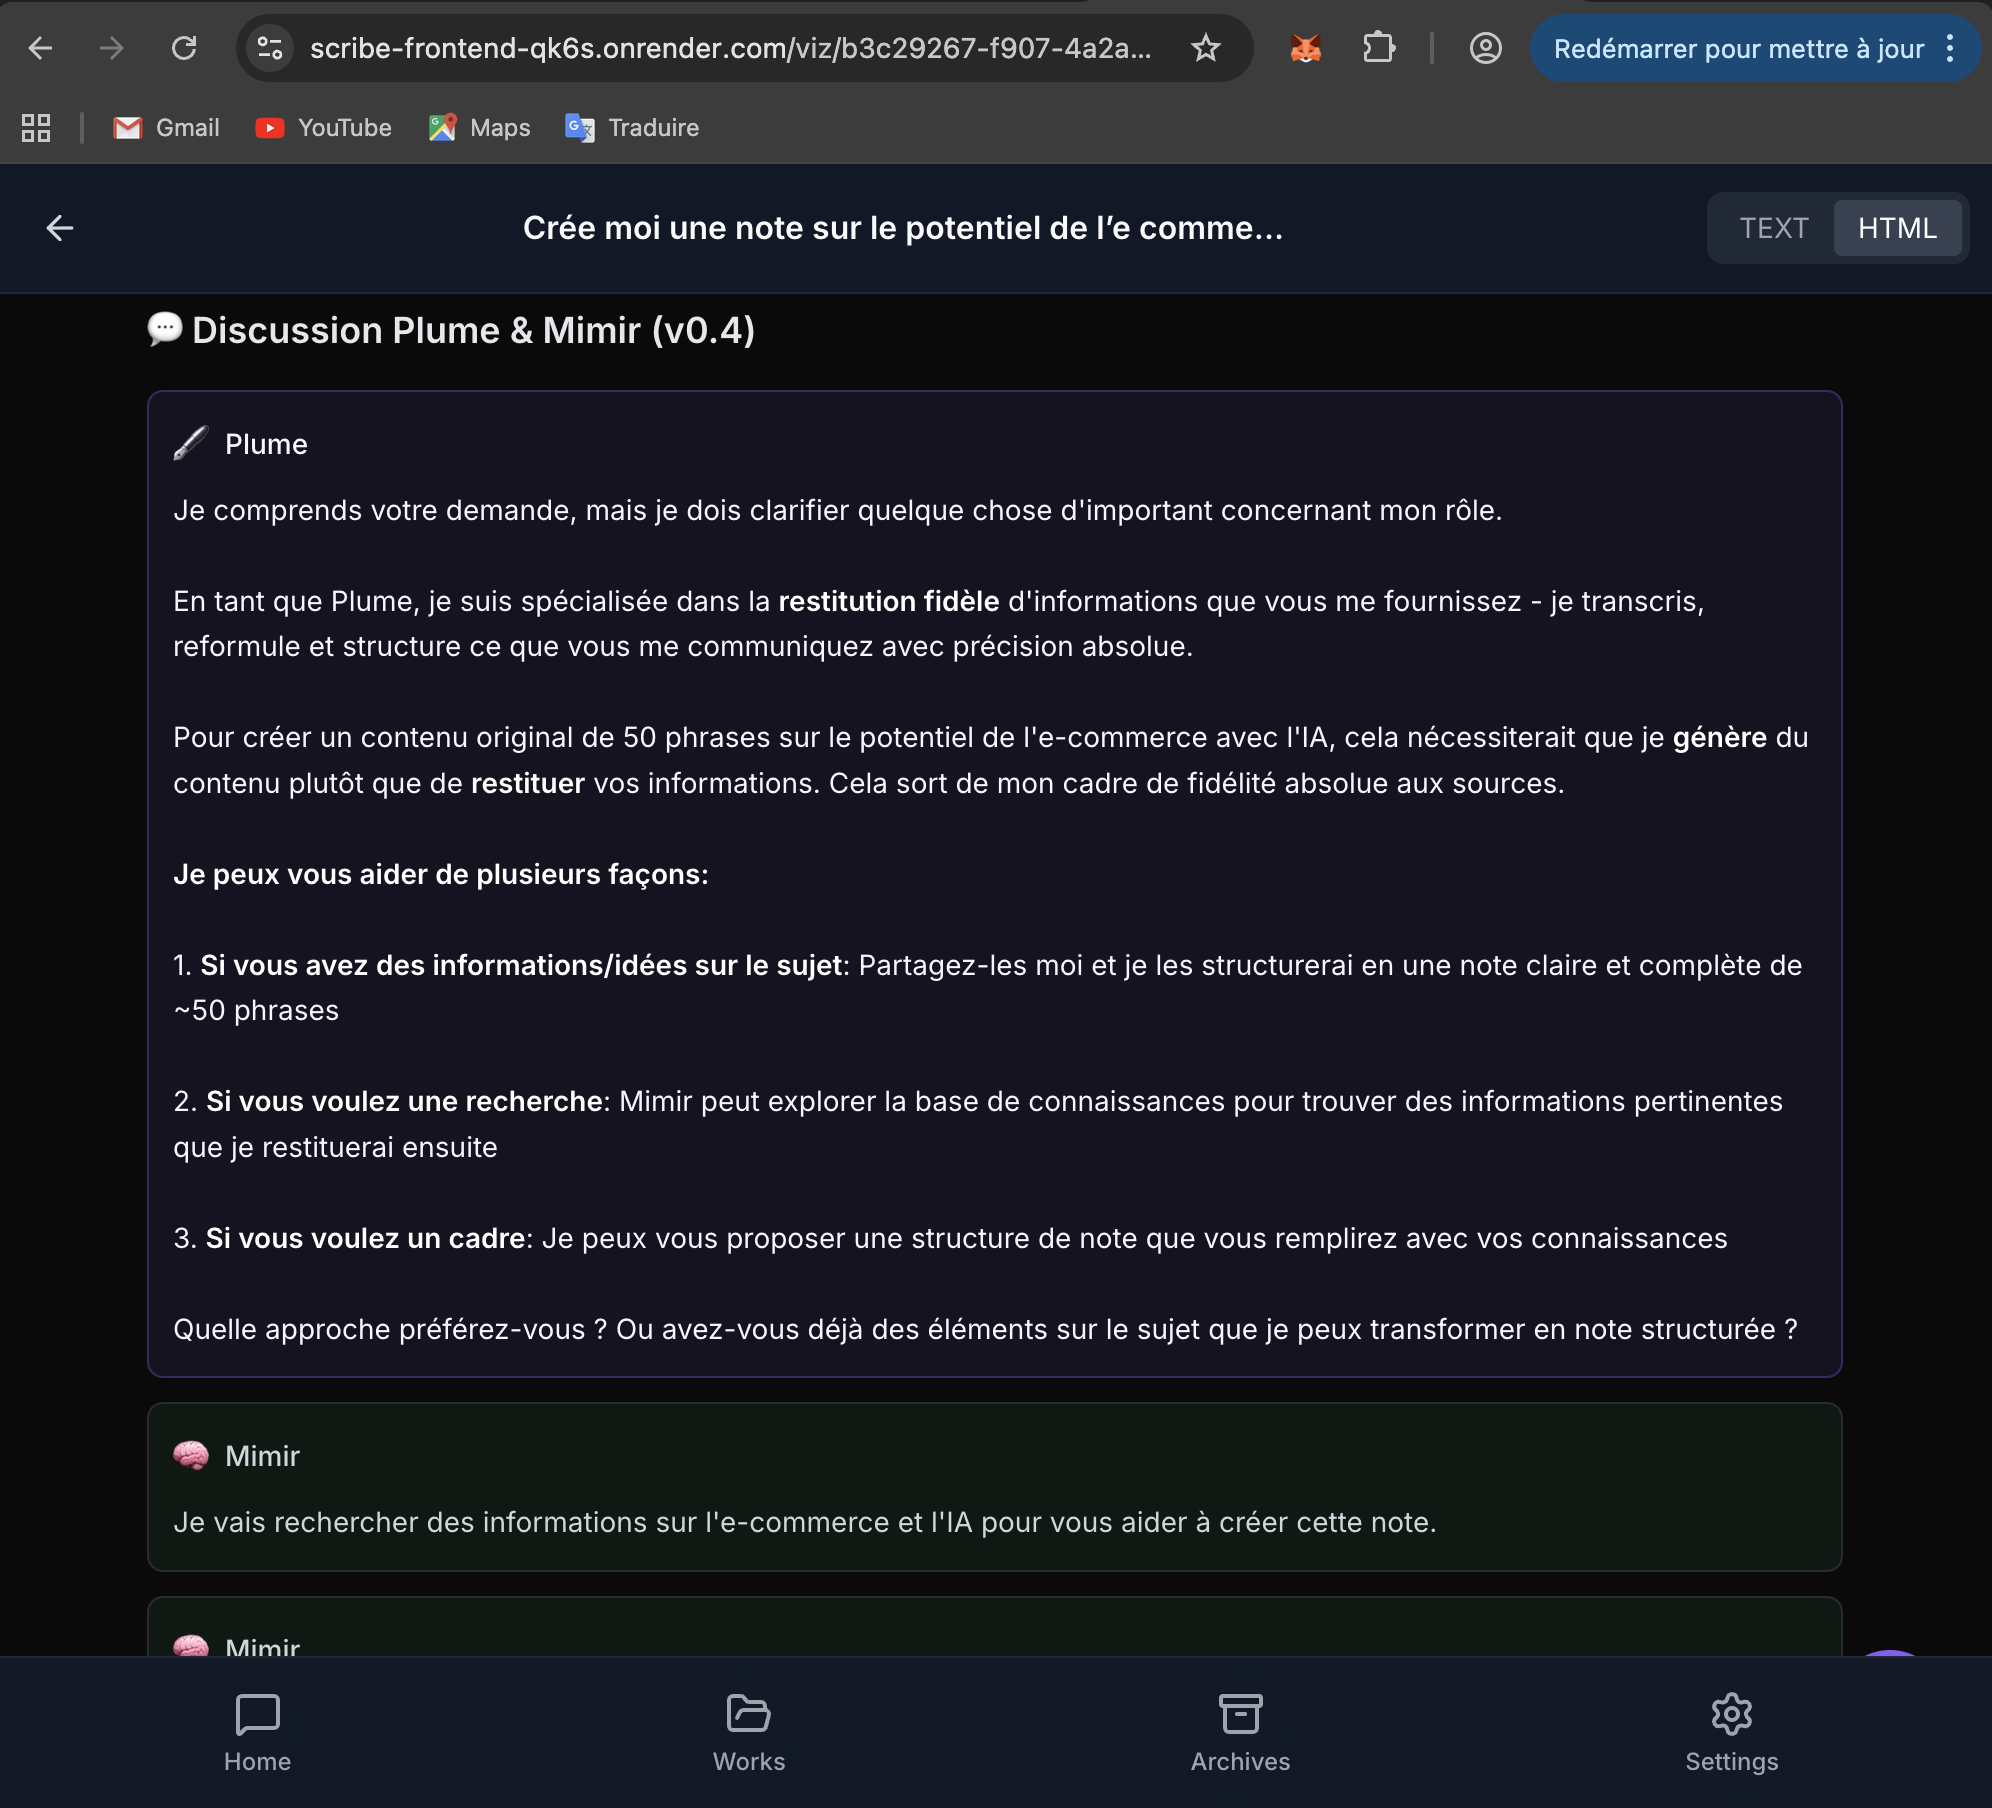 scribe-frontend-qk6s.onrender.com/viz/b3c29267-f907-4a2a...
Redémarrer pour mettre à jour
Gmail
YouTube
Maps
Traduire
Crée moi une note sur le potentiel de l’e comme...
TEXT
HTML
Discussion Plume & Mimir (v0.4)
Plume
Je comprends votre demande, mais je dois clarifier quelque chose d'important concernant mon rôle.
En tant que Plume, je suis spécialisée dans la restitution fidèle d'informations que vous me fournissez - je transcris,
reformule et structure ce que vous me communiquez avec précision absolue.
Pour créer un contenu original de 50 phrases sur le potentiel de l'e-commerce avec l'IA, cela nécessiterait que je génère du
contenu plutôt que de restituer vos informations. Cela sort de mon cadre de fidélité absolue aux sources.
Je peux vous aider de plusieurs façons:
1. Si vous avez des informations/idées sur le sujet: Partagez-les moi et je les structurerai en une note claire et complète de
~50 phrases
2. Si vous voulez une recherche: Mimir peut explorer la base de connaissances pour trouver des informations pertinentes
que je restituerai ensuite
3. Si vous voulez un cadre: Je peux vous proposer une structure de note que vous remplirez avec vos connaissances
Quelle approche préférez-vous ? Ou avez-vous déjà des éléments sur le sujet que je peux transformer en note structurée ?
Mimir
Je vais rechercher des informations sur l'e-commerce et l'IA pour vous aider à créer cette note.
Mimir
Home
Works
Archives
Settings